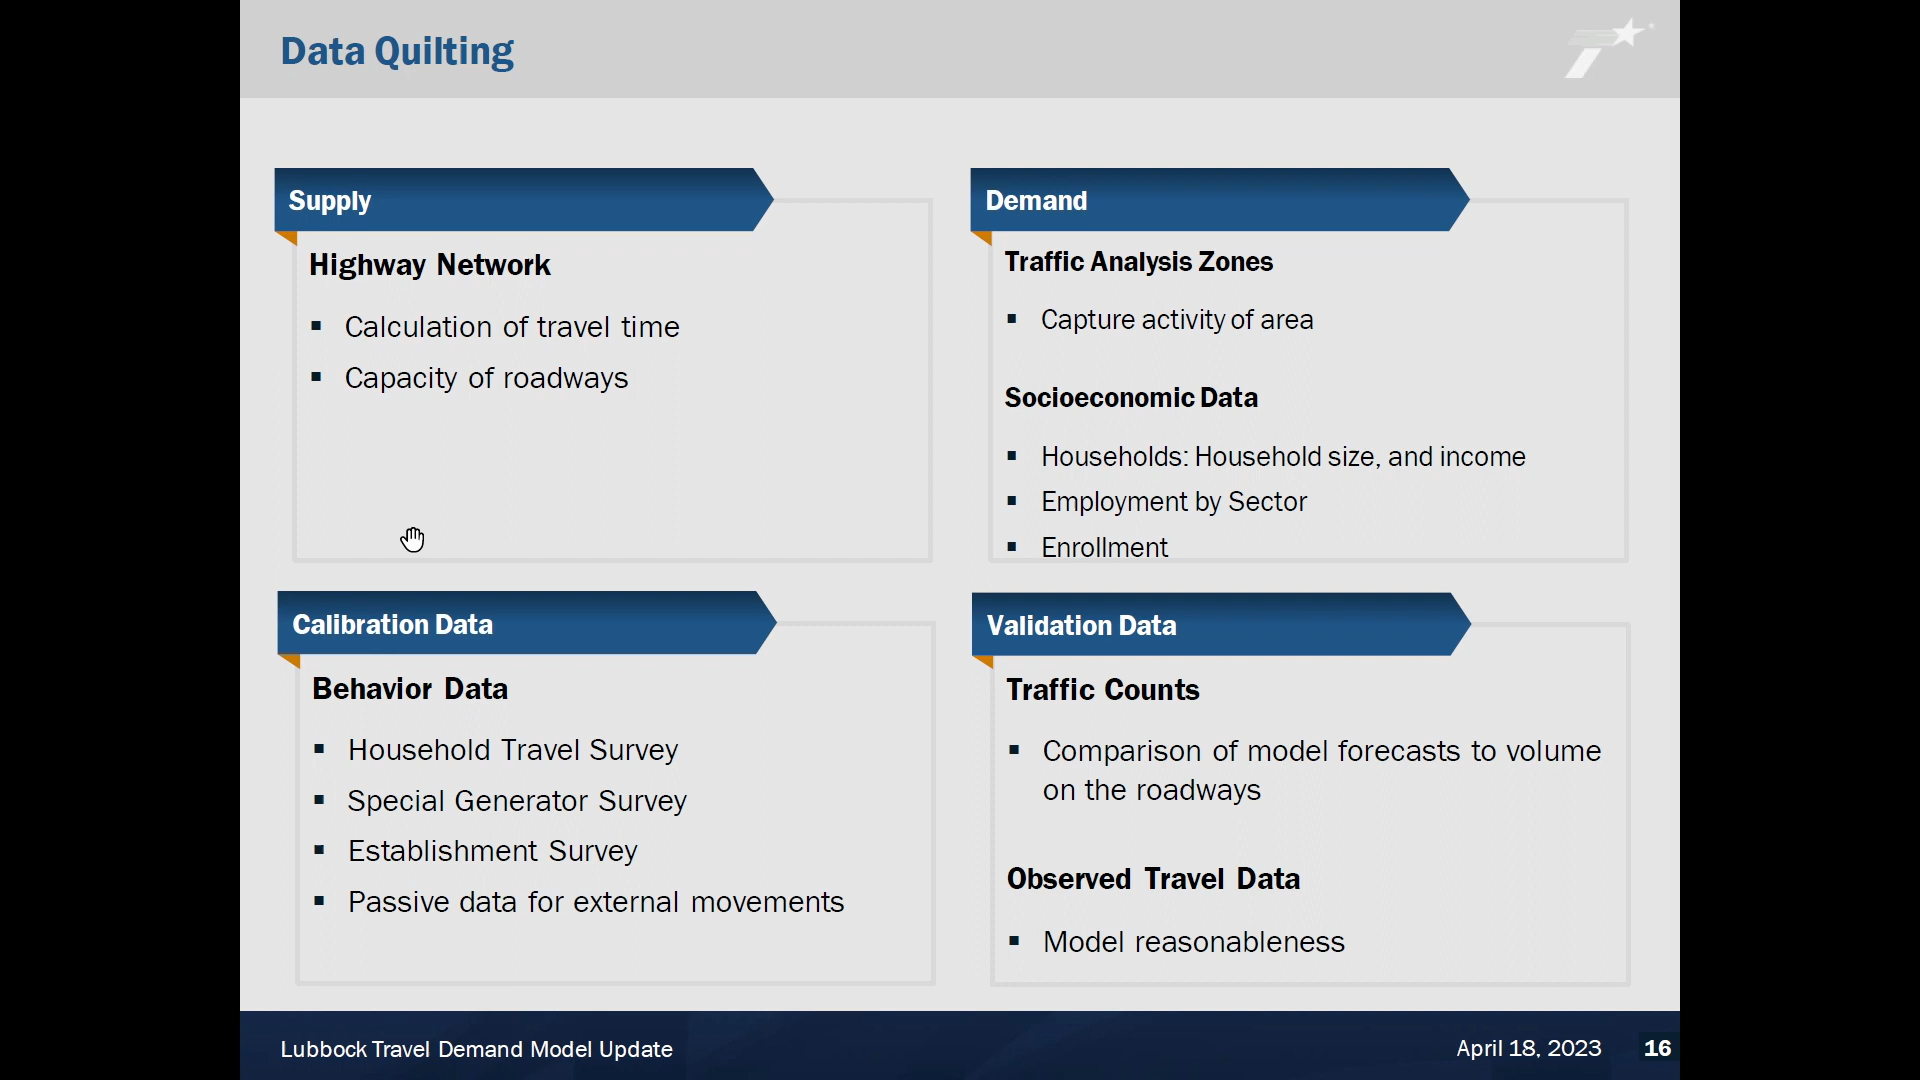 Data Quilting
Supply
Highway Network
▪ Calculation of travel time
▪ Capacity of roadways
Demand
Traffic Analysis Zones
▪ Capture activity of area
Socioeconomic Data
▪ Households: Household size, and income
▪ Employment by Sector
▪ Enrollment
Calibration Data
Behavior Data
▪ Household Travel Survey
▪ Special Generator Survey
▪ Establishment Survey
▪ Passive data for external movements
Validation Data
Traffic Counts
▪ Comparison of model forecasts to volume
on the roadways
Observed Travel Data
▪ Model reasonableness
Lubbock Travel Demand Model Update
April 18, 2023
16